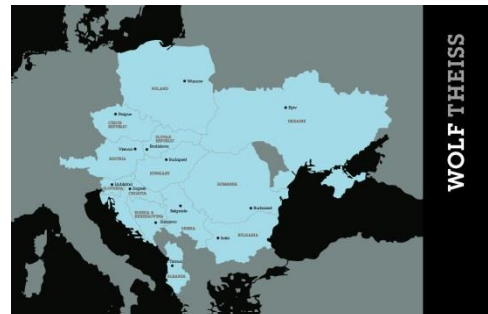 WOLF THEISS
Warsaw
POLAND
Kyiv
UKRAINE
Prague
CZECH
REPUBLIC
SLOVAK
REPUBLIC
Vienna
Bratislava
AUSTRIA
Budapest
HUNGARY
Ljubljana
SLOVENIA
Zagreb
CROATIA
ROMANIA
Bucharest
BOSNIA &
HERZEGOVINA
Belgrade
Sarajevo
SERBIA
Sofia
BULGARIA
Tirana
ALBANIA